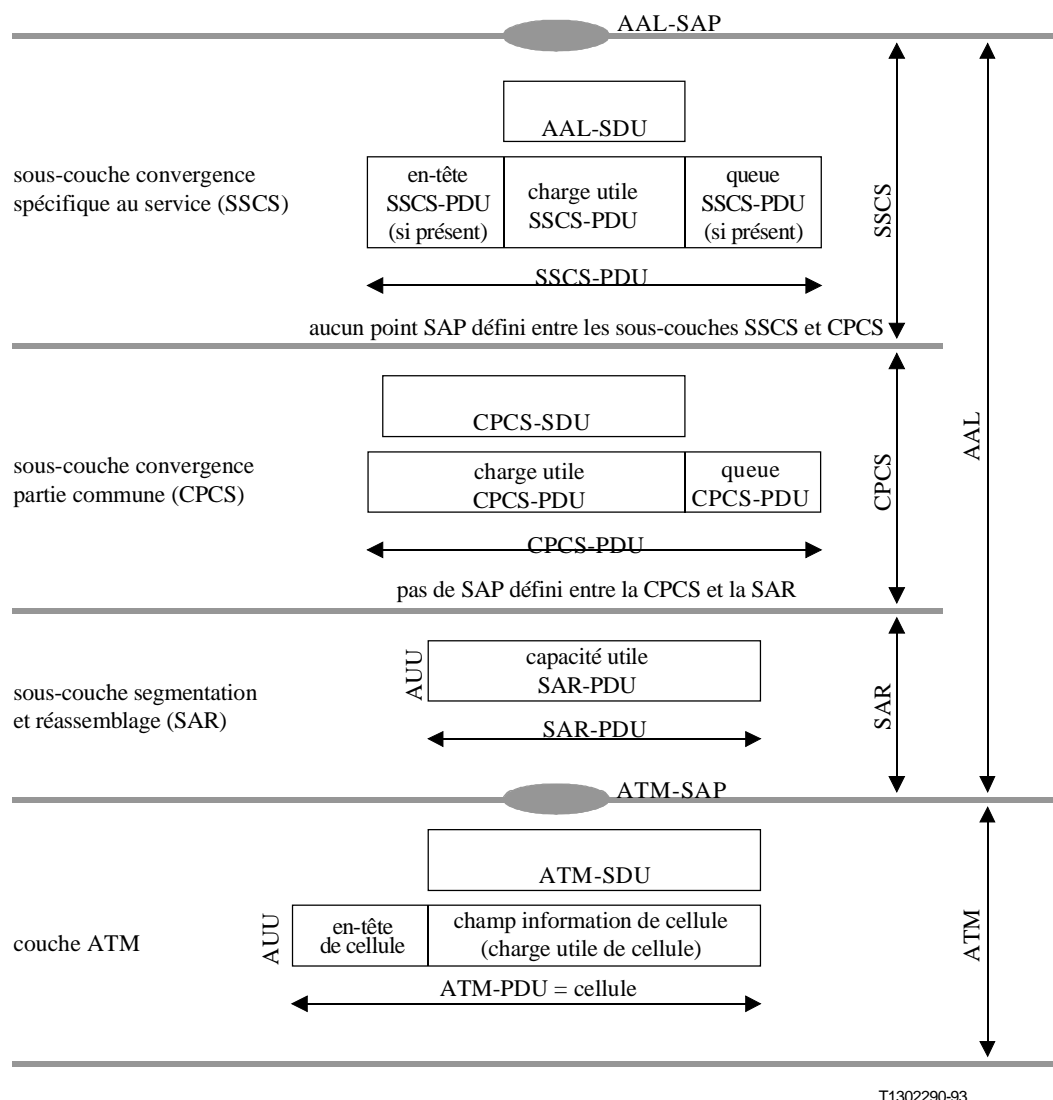 AAL-SAP
AAL-SDU
sous-couche convergence
spécifique au service (SSCS)
en-tête
SSCS-PDU
(si présent)
charge utile
SSCS-PDU
queue
SSCS-PDU
(si présent)
SSCS-PDU
SSCS
aucun point SAP défini entre les sous-couches SSCS et CPCS
AAL
CPCS-SDU
sous-couche convergence
partie commune (CPCS)
charge utile
CPCS-PDU
queue
CPCS-PDU
CPCS-PDU
CPCS
pas de SAP défini entre la CPCS et la SAR
sous-couche segmentation
et réassemblage (SAR)
AUU
capacité utile
SAR-PDU
SAR-PDU
SAR
ATM-SAP
ATM-SDU
couche ATM
AUU
en-tête
de cellule
champ information de cellule
(charge utile de cellule)
ATM-PDU = cellule
ATM
T1302290-93